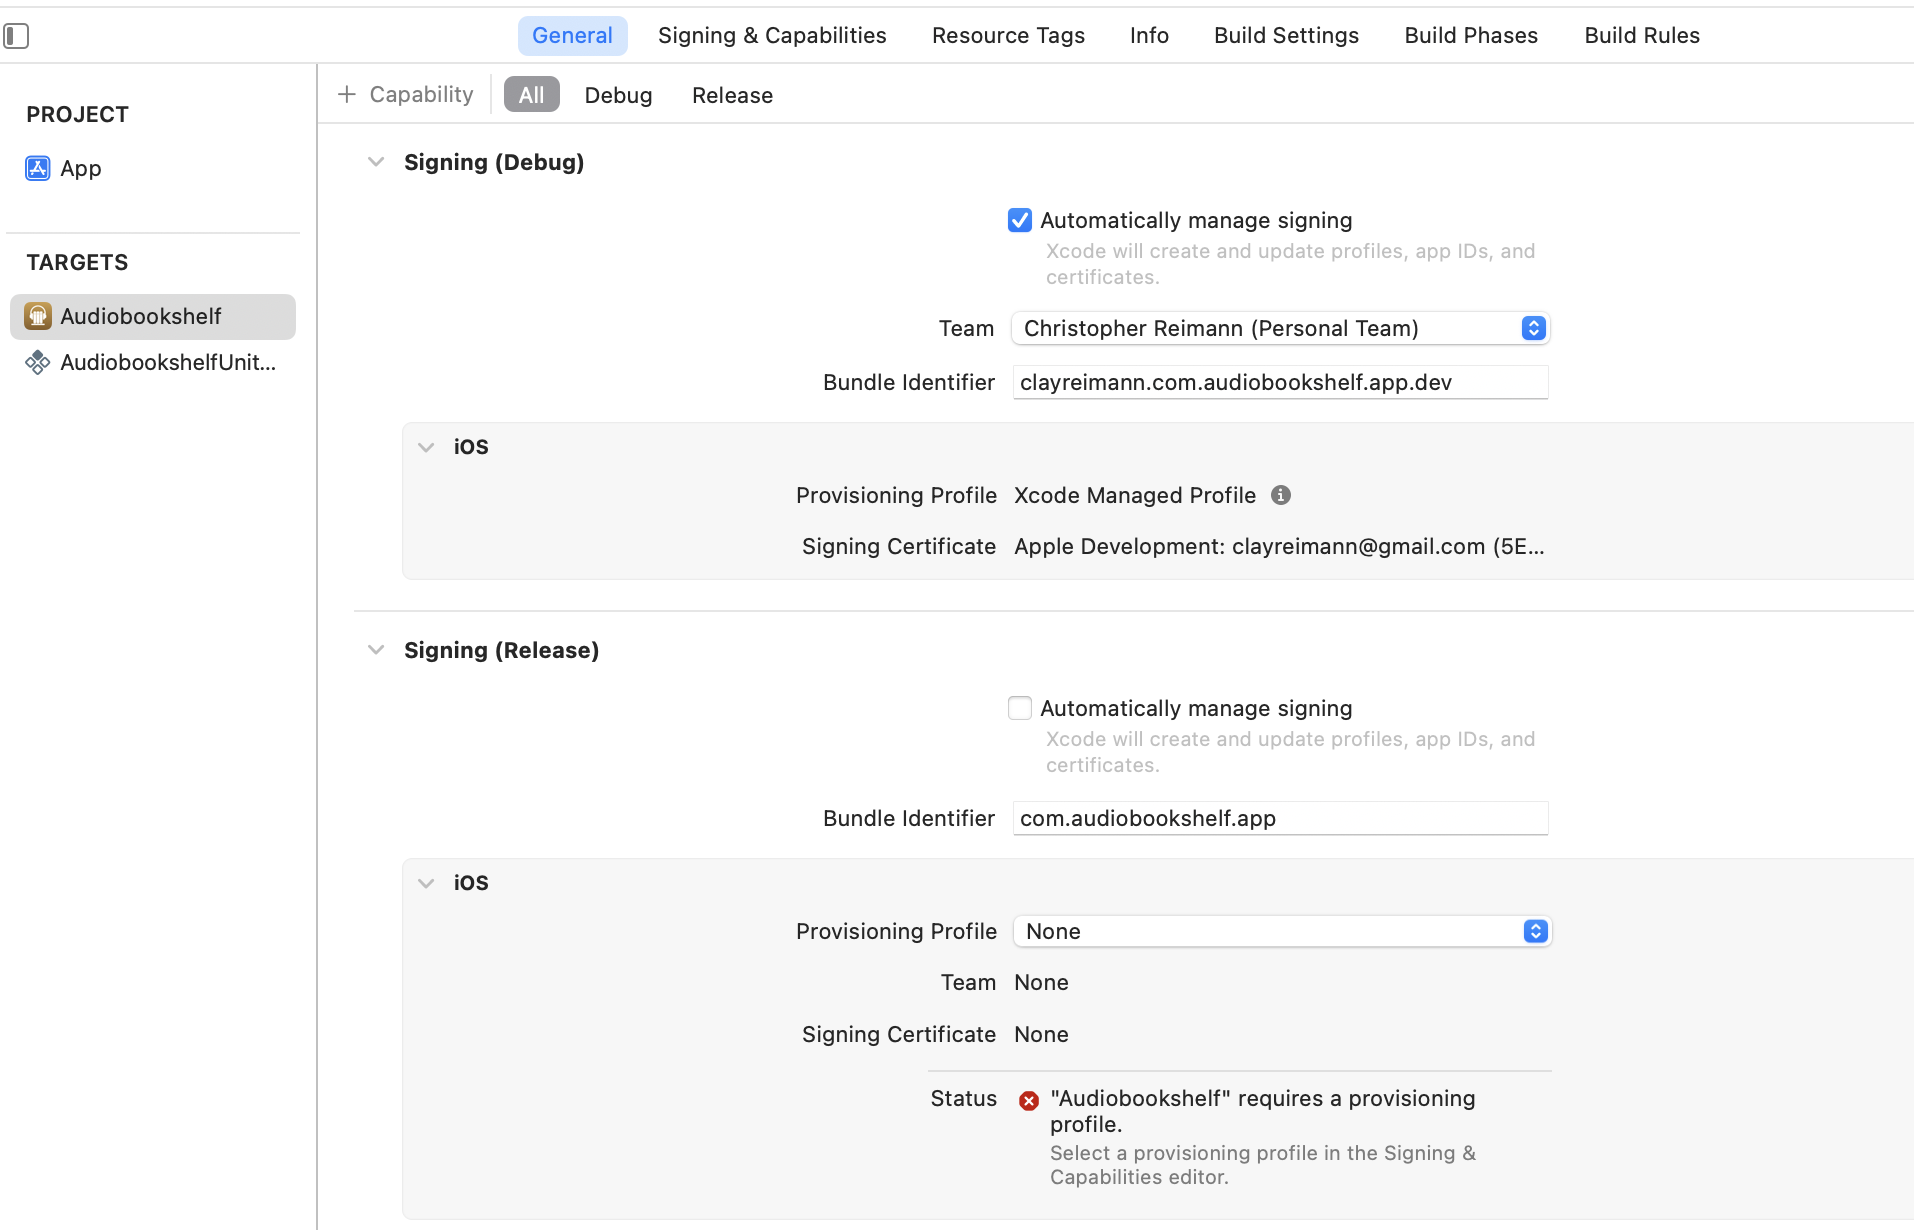 General
Signing & Capabilities
Resource Tags
Info
Build Settings
Build Phases
Build Rules
PROJECT
App
TARGETS
Audiobookshelf
AudiobookshelfUnit...
+ Capability
All
Debug
Release
Signing (Debug)
Automatically manage signing
Xcode will create and update profiles, app IDs, and
certificates.
Team Christopher Reimann (Personal Team)
Bundle Identifier clayreimann.com.audiobookshelf.app.dev
iOS
Provisioning Profile Xcode Managed Profile
Signing Certificate Apple Development: clayreimann@gmail.com (5E...
Signing (Release)
Automatically manage signing
Xcode will create and update profiles, app IDs, and
certificates.
Bundle Identifier com.audiobookshelf.app
iOS
Provisioning Profile None
Team None
Signing Certificate None
Status "Audiobookshelf" requires a provisioning
profile.
Select a provisioning profile in the Signing &
Capabilities editor.